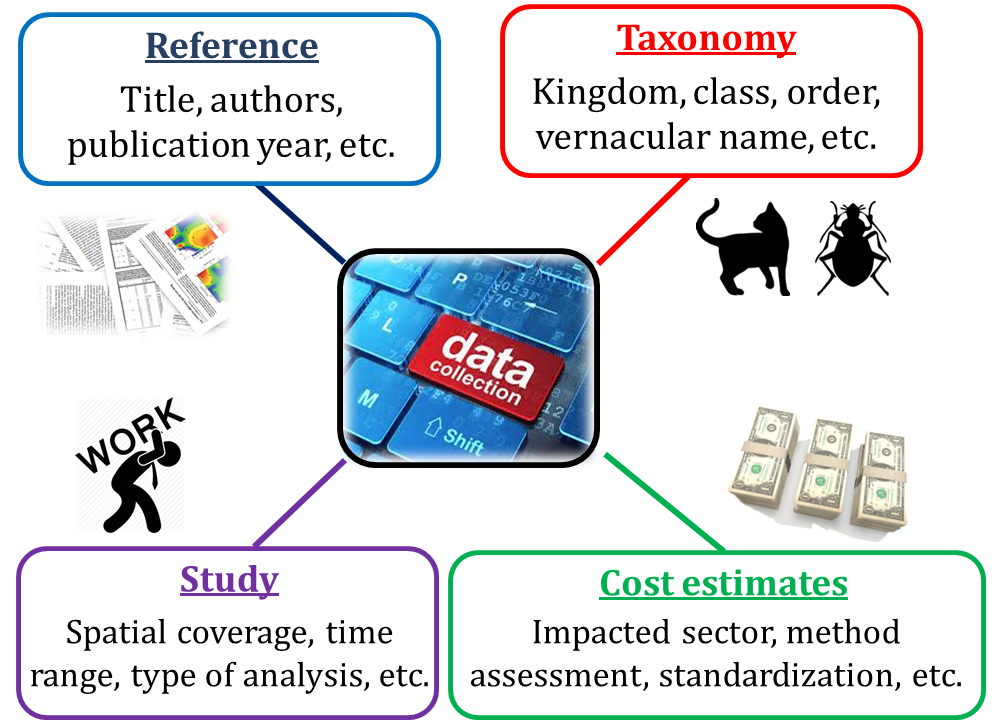 Reference
Title, authors,
publication year, etc.
Taxonomy
Kingdom, class, order,
vernacular name, etc.
P
L
data
collection
M
Shift
WORK
Study
Spatial coverage, time
range, type of analysis, etc.
Cost estimates
Impacted sector, method
assessment, standardization, etc.